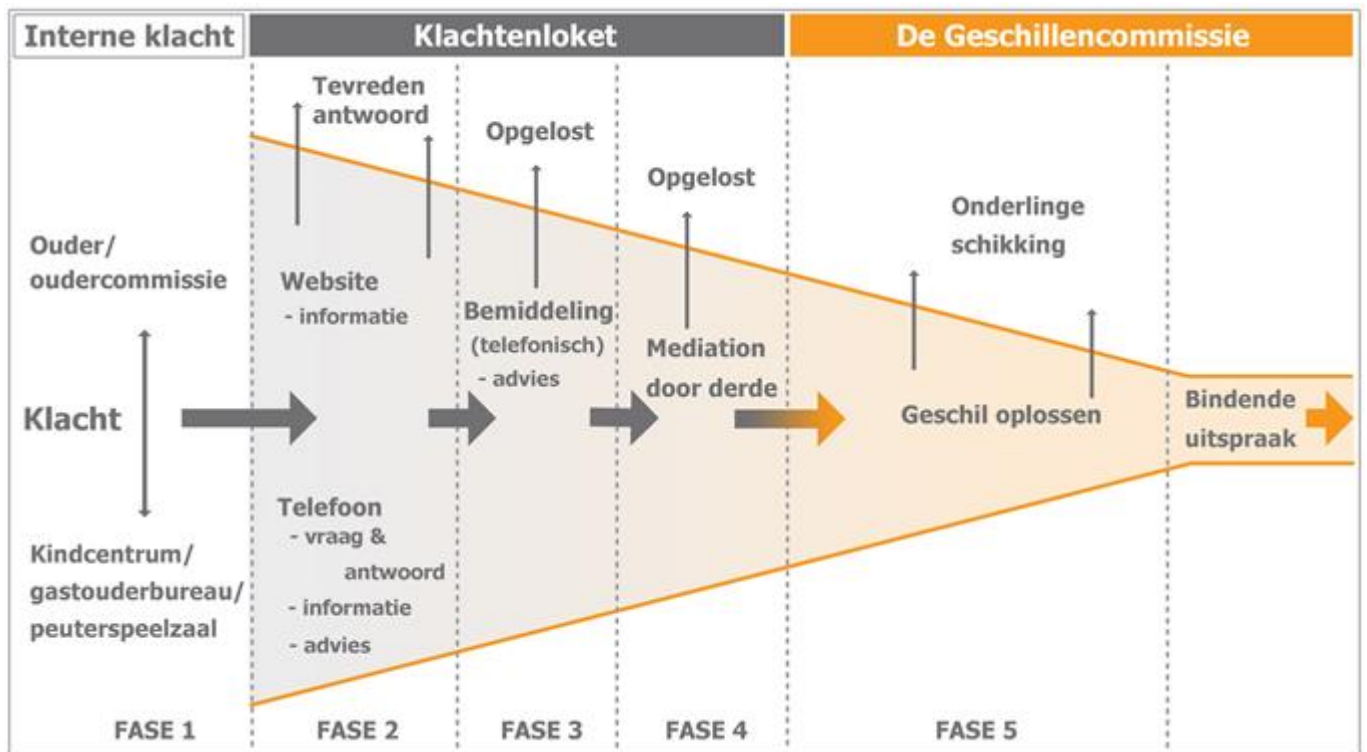 Interne klacht
Klachtenloket
De Geschillencommissie
Ouder/
oudercommissie
Klacht
Kindcentrum/
gastouderbureau/
peuterspeelzaal
Tevreden
antwoord
Website
- informatie
Telefoon
- vraag &
antwoord
- informatie
- advies
Opgelost
Bemiddeling
(telefonisch)
- advies
Opgelost
Mediation
door derde
Onderlinge
schikking
Geschil oplossen
Bindende
uitspraak
FASE 1
FASE 2
FASE 3
FASE 4
FASE 5